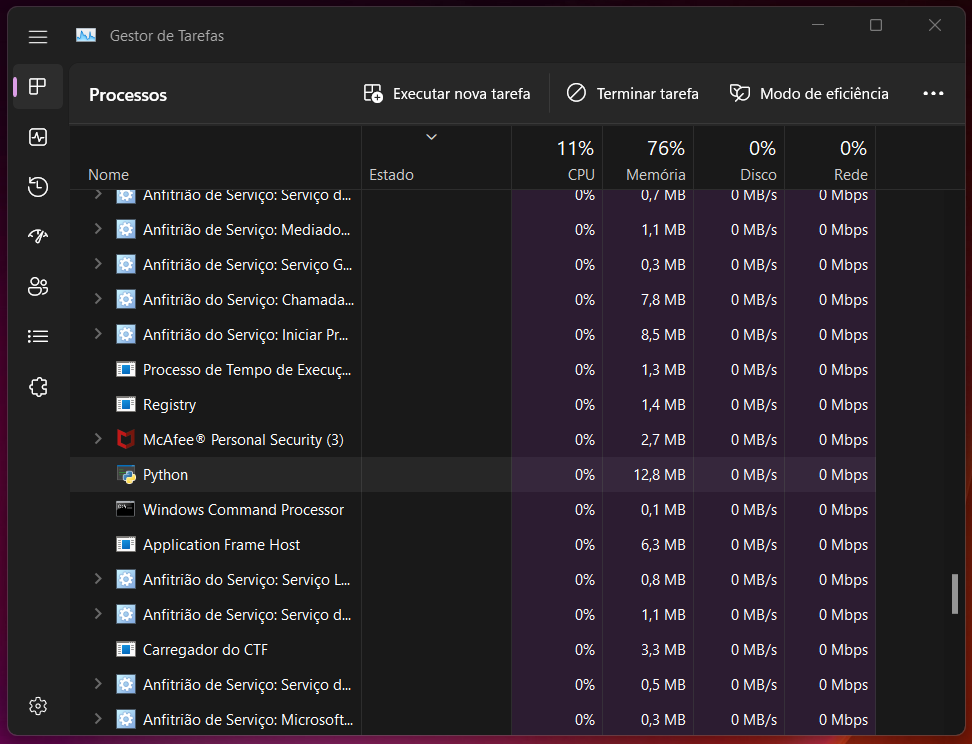 Gestor de Tarefas
Processos
Executar nova tarefa
Terminar tarefa
Modo de eficiência
11% 76% 0% 0%
Nome Estado CPU Memória Disco Rede
Anfitrião de Serviço: Serviço d... 0% 0,7 MB 0 MB/s 0 Mbps
Anfitrião de Serviço: Mediado... 0% 1,1 MB 0 MB/s 0 Mbps
Anfitrião de Serviço: Serviço G... 0% 0,3 MB 0 MB/s 0 Mbps
Anfitrião do Serviço: Chamada... 0% 7,8 MB 0 MB/s 0 Mbps
Anfitrião do Serviço: Iniciar Pr... 0% 8,5 MB 0 MB/s 0 Mbps
Processo de Tempo de Execuç... 0% 1,3 MB 0 MB/s 0 Mbps
Registry 0% 1,4 MB 0 MB/s 0 Mbps
McAfee® Personal Security (3) 0% 2,7 MB 0 MB/s 0 Mbps
Python 0% 12,8 MB 0 MB/s 0 Mbps
Windows Command Processor 0% 0,1 MB 0 MB/s 0 Mbps
Application Frame Host 0% 6,3 MB 0 MB/s 0 Mbps
Anfitrião do Serviço: Serviço L... 0% 0,8 MB 0 MB/s 0 Mbps
Anfitrião de Serviço: Serviço d... 0% 1,1 MB 0 MB/s 0 Mbps
Carregador do CTF 0% 3,3 MB 0 MB/s 0 Mbps
Anfitrião de Serviço: Serviço d... 0% 0,5 MB 0 MB/s 0 Mbps
Anfitrião de Serviço: Microsoft... 0% 0,3 MB 0 MB/s 0 Mbps